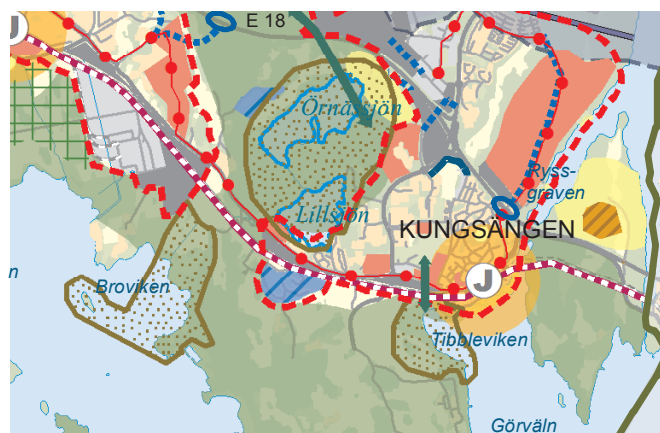 J
E 18
Örnässjön
Ryss-
graven
Lillsjön
KUNGSÄNGEN
n
Broviken
J
Tibbleviken
Görväln